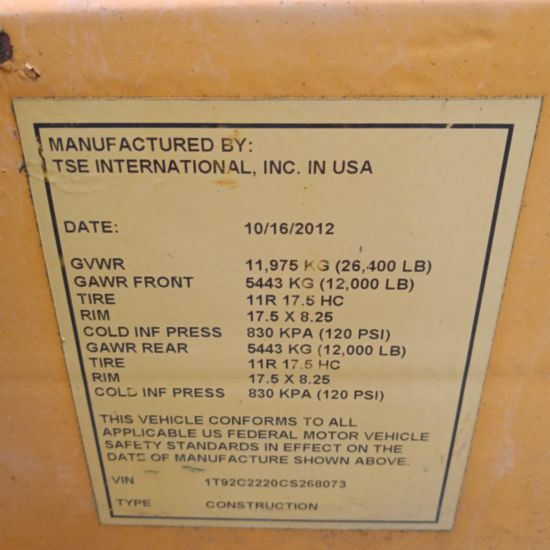 MANUFACTURED BY:
TSE INTERNATIONAL, INC. IN USA
DATE: 10/16/2012
GVWR 11,975 KG (26,400 LB)
GAWR FRONT 5443 KG (12,000 LB)
TIRE 11R 17.5 HC
RIM 17.5 X 8.25
COLD INF PRESS 830 KPA (120 PSI)
GAWR REAR 5443 KG (12,000 LB)
TIRE 11R 17.5 HC
RIM 17.5 X 8.25
COLD INF PRESS 830 KPA (120 PSI)
THIS VEHICLE CONFORMS TO ALL
APPLICABLE US FEDERAL MOTOR VEHICLE
SAFETY STANDARDS IN EFFECT ON THE
DATE OF MANUFACTURE SHOWN ABOVE.
VIN 1T92C2220CS268073
TYPE CONSTRUCTION